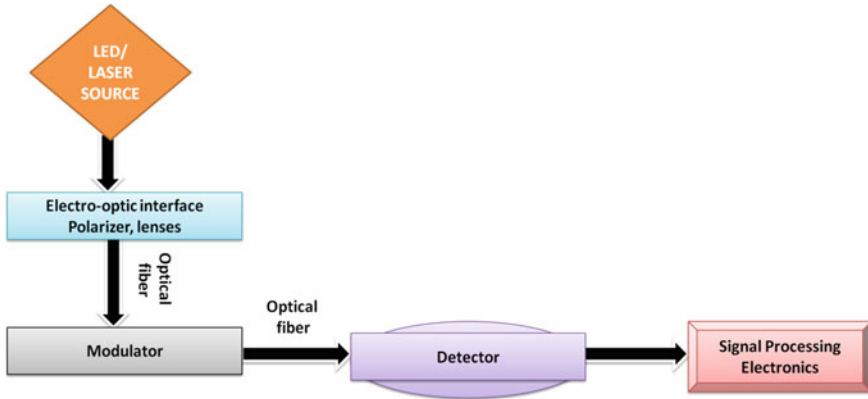 LED/
LASER
SOURCE
Electro-optic interface
Polarizer, lenses
Optical
fiber
Modulator
Optical
fiber
Detector
Signal Processing
Electronics